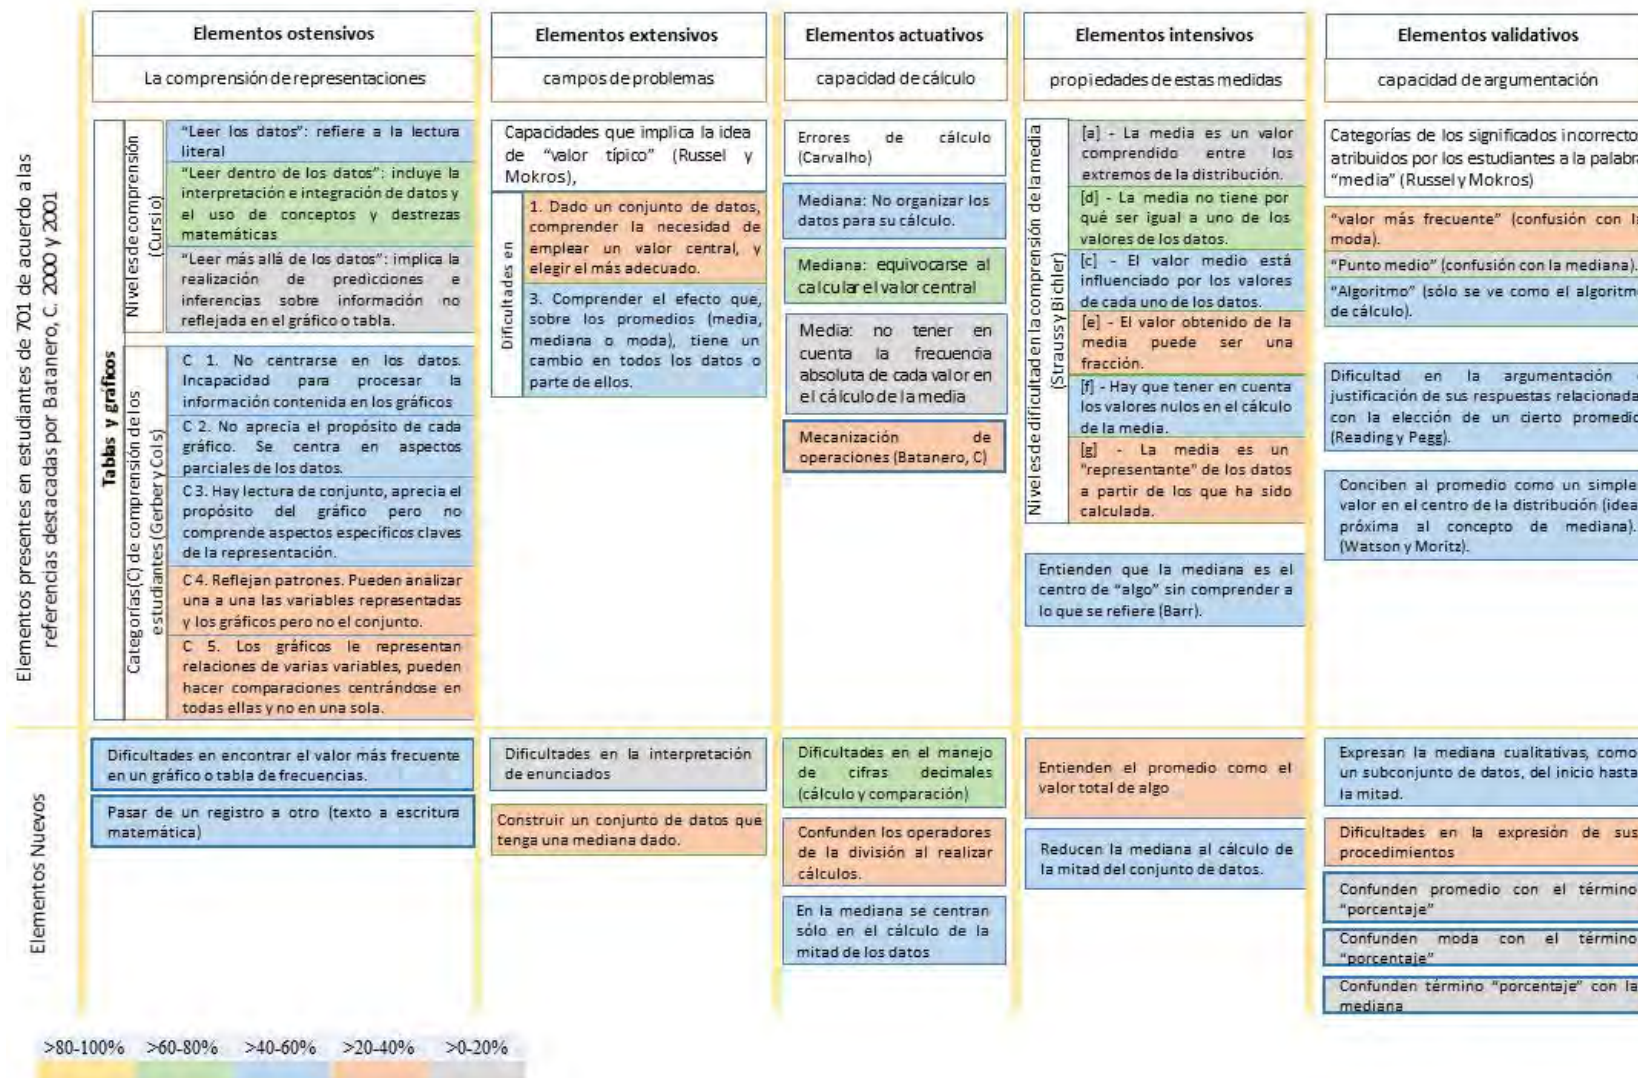 Elementos ostensivos
La comprensión de representaciones
Elementos extensivos
campos de problemas
Elementos actuativos
capacidad de cálculo
Elementos intensivos
propiedades de estas medidas
Elementos validativos
capacidad de argumentación
Elementos presentes en estudiantes de 701 de acuerdo a las
referencias destacadas por Batanero, C. 2000 y 2001
Tablas y gráficos
Niveles de comprensión
(Cursio)
"Leer los datos": refiere a la lectura
literal
"Leer dentro de los datos": incluye la
interpretación e integración de datos y
el uso de conceptos y destrezas
matemáticas
"Leer más allá de los datos": implica la
realización de predicciones e
inferencias sobre información no
reflejada en el gráfico o tabla.
Categorías(C) de comprensión de los
estudiantes (Gerber y Cols)
C 1. No centrarse en los datos.
Incapacidad para procesar la
información contenida en los gráficos
C 2. No aprecia el propósito de cada
gráfico. Se centra en aspectos
parciales de los datos.
C 3. Hay lectura de conjunto, aprecia el
propósito del gráfico pero no
comprende aspectos específicos claves
de la representación.
C 4. Reflejan patrones. Pueden analizar
una a una las variables representadas
y los gráficos pero no el conjunto.
C 5. Los gráficos le representan
relaciones de varias variables, pueden
hacer comparaciones centrándose en
todas ellas y no en una sola.
Capacidades que implica la idea
de "valor típico" (Russel y
Mokros),
Dificultades en
1. Dado un conjunto de datos,
comprender la necesidad de
emplear un valor central, y
elegir el más adecuado.
3. Comprender el efecto que,
sobre los promedios (media,
mediana o moda), tiene un
cambio en todos los datos o
parte de ellos.
Errores de cálculo
(Carvalho)
Mediana: No organizar los
datos para su cálculo.
Mediana: equivocarse al
calcular el valor central
Media: no tener en
cuenta la frecuencia
absoluta de cada valor en
el cálculo de la media
Mecanización de
operaciones (Batanero, C)
Niveles de dificultad en la comprensión de la media
(Strauss y Bichler)
[a] - La media es un valor
comprendido entre los
extremos de la distribución.
[d] - La media no tiene por
qué ser igual a uno de los
valores de los datos.
[c] - El valor medio está
influenciado por los valores
de cada uno de los datos.
[e] - El valor obtenido de la
media puede ser una
fracción.
[f] - Hay que tener en cuenta
los valores nulos en el cálculo
de la media.
[g] - La media es un
"representante" de los datos
a partir de los que ha sido
calculada.
Entienden que la mediana es el
centro de "algo" sin comprender a
lo que se refiere (Barr).
Categorías de los significados incorrecto
atribuidos por los estudiantes a la palabra
"media" (Russel y Mokros)
"valor más frecuente" (confusión con l
moda).
"Punto medio" (confusión con la mediana).
"Algoritmo" (sólo se ve como el algoritm
de cálculo).
Dificultad en la argumentación
justificación de sus respuestas relacionada
con la elección de un cierto promedio
(Reading y Pegg).
Conciben al promedio como un simple
valor en el centro de la distribución (idea
próxima al concepto de mediana).
(Watson y Moritz).
Elementos Nuevos
Dificultades en encontrar el valor más frecuente
en un gráfico o tabla de frecuencias.
Pasar de un registro a otro (texto a escritura
matemática)
Dificultades en la interpretación
de enunciados
Construir un conjunto de datos que
tenga una mediana dado.
Dificultades en el manejo
de cifras decimales
(cálculo y comparación)
Confunden los operadores
de la división al realizar
cálculos.
En la mediana se centran
sólo en el cálculo de la
mitad de los datos
Entienden el promedio como el
valor total de algo
Reducen la mediana al cálculo de
la mitad del conjunto de datos.
Expresan la mediana cualitativas, como
un subconjunto de datos, del inicio hasta
la mitad.
Dificultades en la expresión de sus
procedimientos
Confunden promedio con el término
"porcentaje"
Confunden moda con el término
"porcentaje"
Confunden término "porcentaje" con la
mediana
>80-100% >60-80% >40-60% >20-40% >0-20%